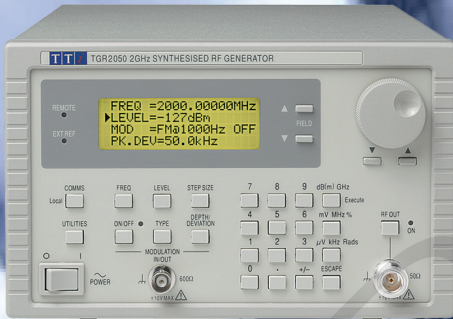 TTi TGR2050 2GHz SYNTHESISED RF GENERATOR
REMOTE
EXT.REF
FREQ =2000.00000MHz
LEVEL=-127dBm
MOD =FM@1000Hz OFF
PK.DEV=50.0kHz
FIELD
COMMS FREQ LEVEL STEP SIZE
Local
UTILITIES ON/OFF TYPE DEPTH/
DEVIATION
MODULATION
IN/OUT
O I
POWER
600Ω
±10VMAX
7 8 9 dB(m) GHz
Execute
4 5 6 mV MHz %
1 2 3 µV kHz Rads
0 . +/– ESCAPE
RF OUT
ON
50Ω